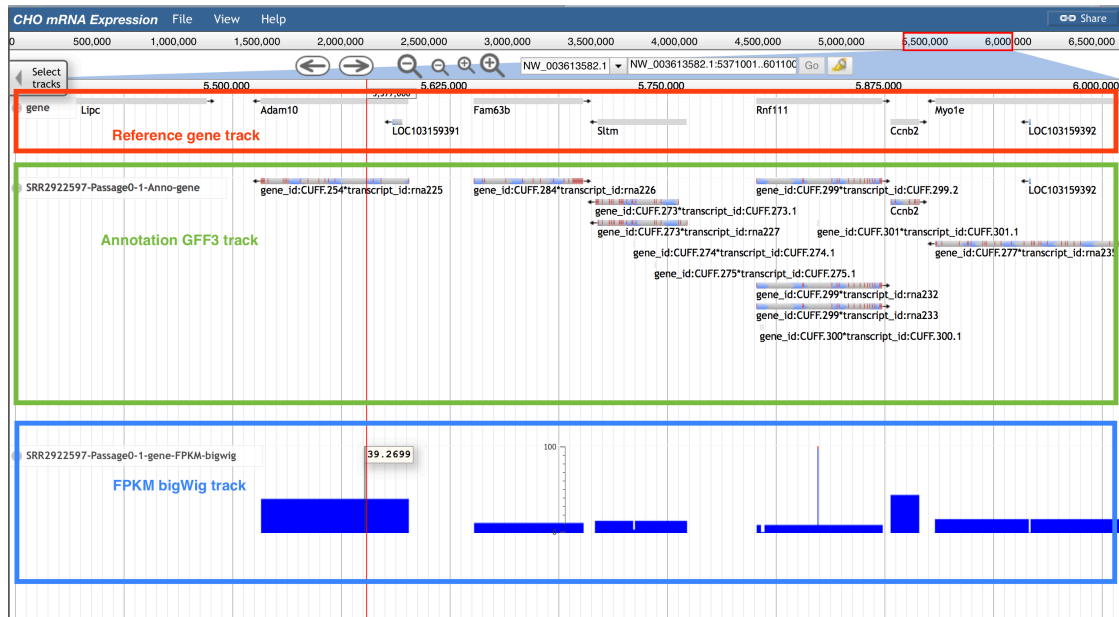 CHO mRNA Expression File View Help Share
0 500,000 1,000,000 1,500,000 2,000,000 2,500,000 3,000,000 3,500,000 4,000,000 4,500,000 5,000,000 5,500,000 6,000,000 6,500,000
Select tracks
NW_003613582.1 NW_003613582.1:5371001..601100 Go
5,500,000 5,625,000 5,750,000 5,875,000 6,000,000
gene
Lipc Adam10 Fam63b Rnf111 Myo1e
LOC103159391 Sltm Ccnb2 LOC103159392
Reference gene track
SRR2922597-Passage0-1-Anno-gene
gene_id:CUFF.254*transcript_id:rna225 gene_id:CUFF.284*transcript_id:rna226 gene_id:CUFF.299*transcript_id:CUFF.299.2 LOC103159392
gene_id:CUFF.273*transcript_id:CUFF.273.1 Ccnb2
gene_id:CUFF.273*transcript_id:rna227 gene_id:CUFF.301*transcript_id:CUFF.301.1
Annotation GFF3 track
gene_id:CUFF.274*transcript_id:CUFF.274.1 gene_id:CUFF.277*transcript_id:rna235
gene_id:CUFF.275*transcript_id:CUFF.275.1
gene_id:CUFF.299*transcript_id:rna232
gene_id:CUFF.299*transcript_id:rna233
gene_id:CUFF.300*transcript_id:CUFF.300.1
SRR2922597-Passage0-1-gene-FPKM-bigwig
39.2699
100
FPKM bigWig track
0